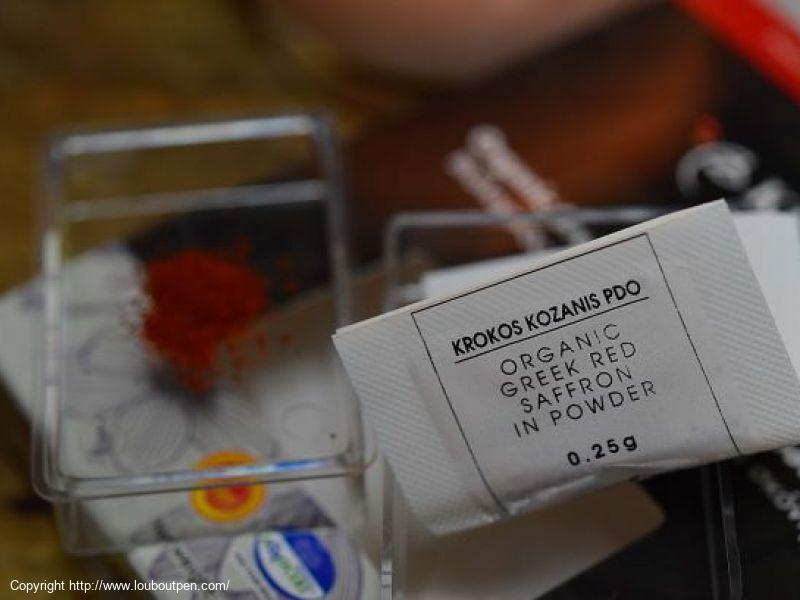 KROKOS KOZANIS PDO
ORGANIC
GREEK RED
SAFFRON
IN POWDER
0.25g
Copyright http://www.louboutpen.com/